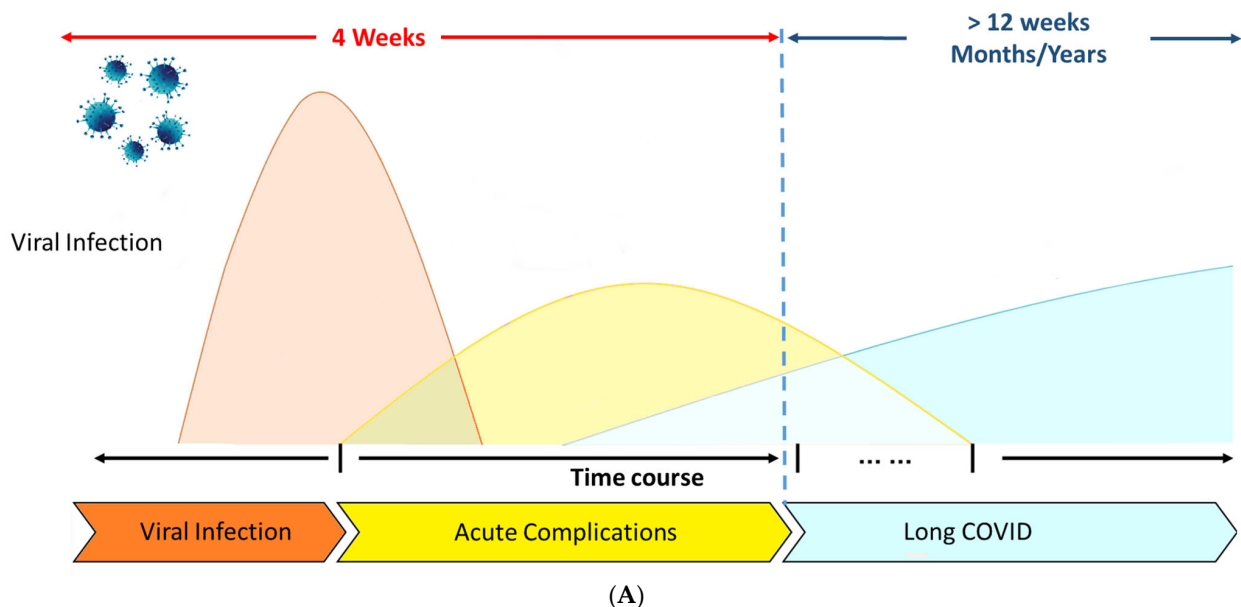 4 Weeks
> 12 weeks
Months/Years
Viral Infection
... ...
Time course
Viral Infection
Acute Complications
Long COVID
(A)